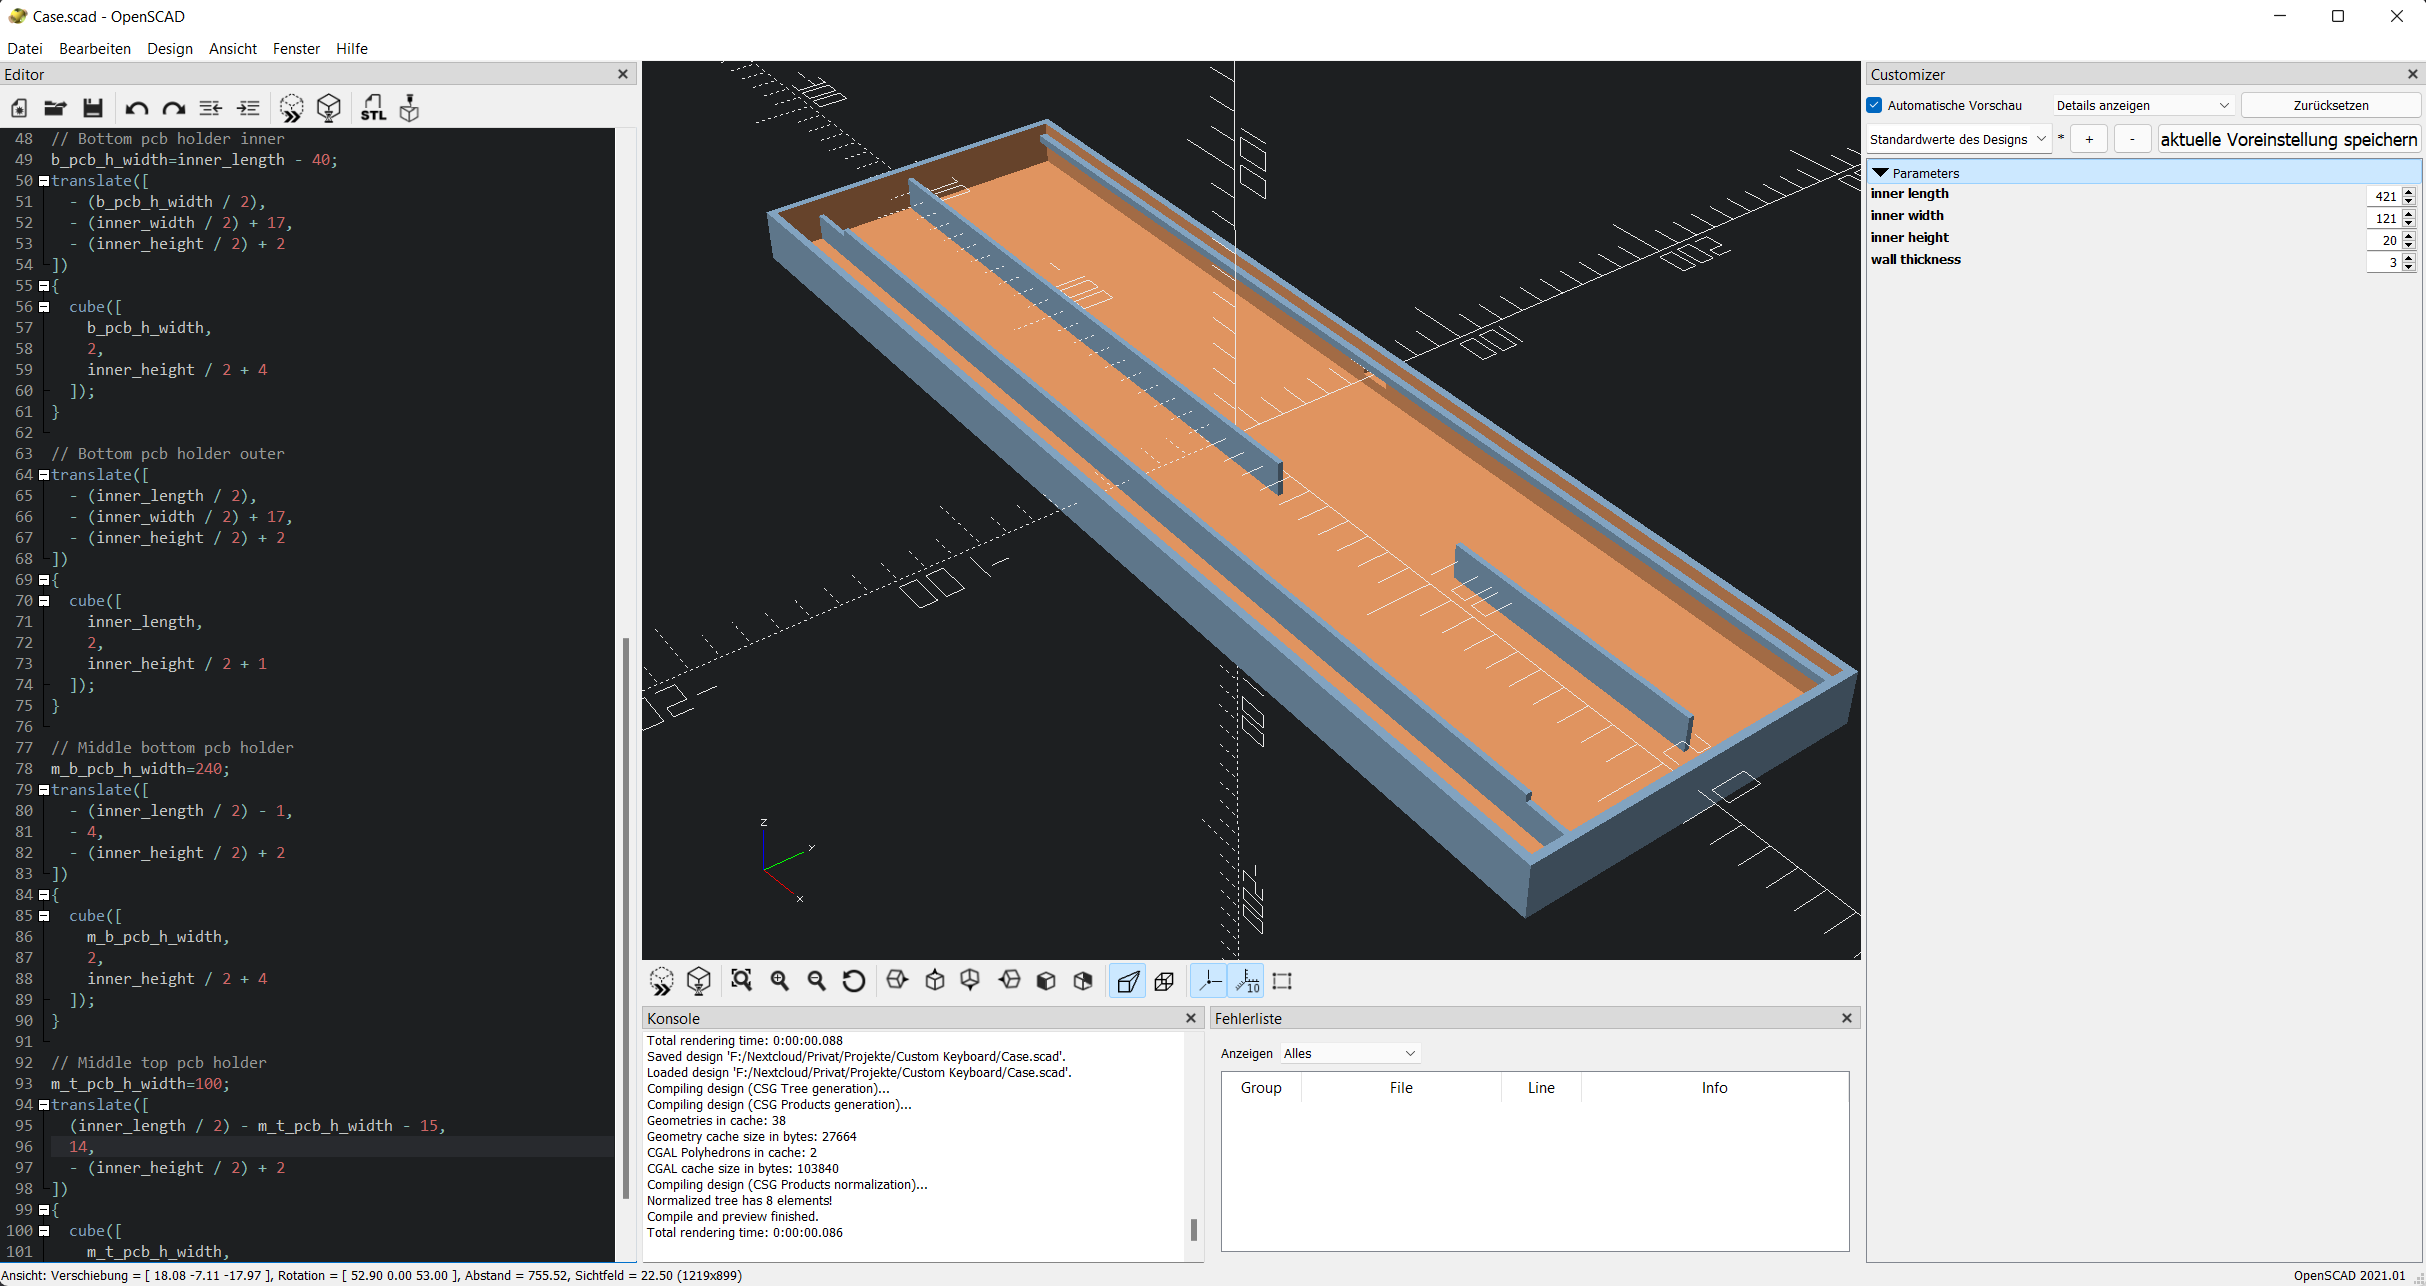 Case.scad - OpenSCAD
Datei Bearbeiten Design Ansicht Fenster Hilfe
Editor
STL
48 // Bottom pcb holder inner
49 b_pcb_h_width=inner_length - 40;
50 translate([
51 - (b_pcb_h_width / 2),
52 - (inner_width / 2) + 17,
53 - (inner_height / 2) + 2
54 ])
55 {
56 cube([
57 b_pcb_h_width,
58 2,
59 inner_height / 2 + 4
60 ]);
61 }
62
63 // Bottom pcb holder outer
64 translate([
65 - (inner_length / 2),
66 - (inner_width / 2) + 17,
67 - (inner_height / 2) + 2
68 ])
69 {
70 cube([
71 inner_length,
72 2,
73 inner_height / 2 + 1
74 ]);
75 }
76
77 // Middle bottom pcb holder
78 m_b_pcb_h_width=240;
79 translate([
80 - (inner_length / 2) - 1,
81 - 4,
82 - (inner_height / 2) + 2
83 ])
84 {
85 cube([
86 m_b_pcb_h_width,
87 2,
88 inner_height / 2 + 4
89 ]);
90 }
91
92 // Middle top pcb holder
93 m_t_pcb_h_width=100;
94 translate([
95 (inner_length / 2) - m_t_pcb_h_width - 15,
96 14,
97 - (inner_height / 2) + 2
98 ])
99 {
100 cube([
101 m_t_pcb_h_width,
z
y
x
10
Konsole
Total rendering time: 0:00:00.088
Saved design 'F:/Nextcloud/Privat/Projekte/Custom Keyboard/Case.scad'.
Loaded design 'F:/Nextcloud/Privat/Projekte/Custom Keyboard/Case.scad'.
Compiling design (CSG Tree generation)...
Compiling design (CSG Products generation)...
Geometries in cache: 38
Geometry cache size in bytes: 27664
CGAL Polyhedrons in cache: 2
CGAL cache size in bytes: 103840
Compiling design (CSG Products normalization)...
Normalized tree has 8 elements!
Compile and preview finished.
Total rendering time: 0:00:00.086
Fehlerliste
Anzeigen Alles
Group File Line Info
Customizer
Automatische Vorschau Details anzeigen Zurücksetzen
Standardwerte des Designs * + - aktuelle Voreinstellung speichern
Parameters
inner length 421
inner width 121
inner height 20
wall thickness 3
Ansicht: Verschiebung = [ 18.08 -7.11 -17.97 ], Rotation = [ 52.90 0.00 53.00 ], Abstand = 755.52, Sichtfeld = 22.50 (1219x899)
OpenSCAD 2021.01